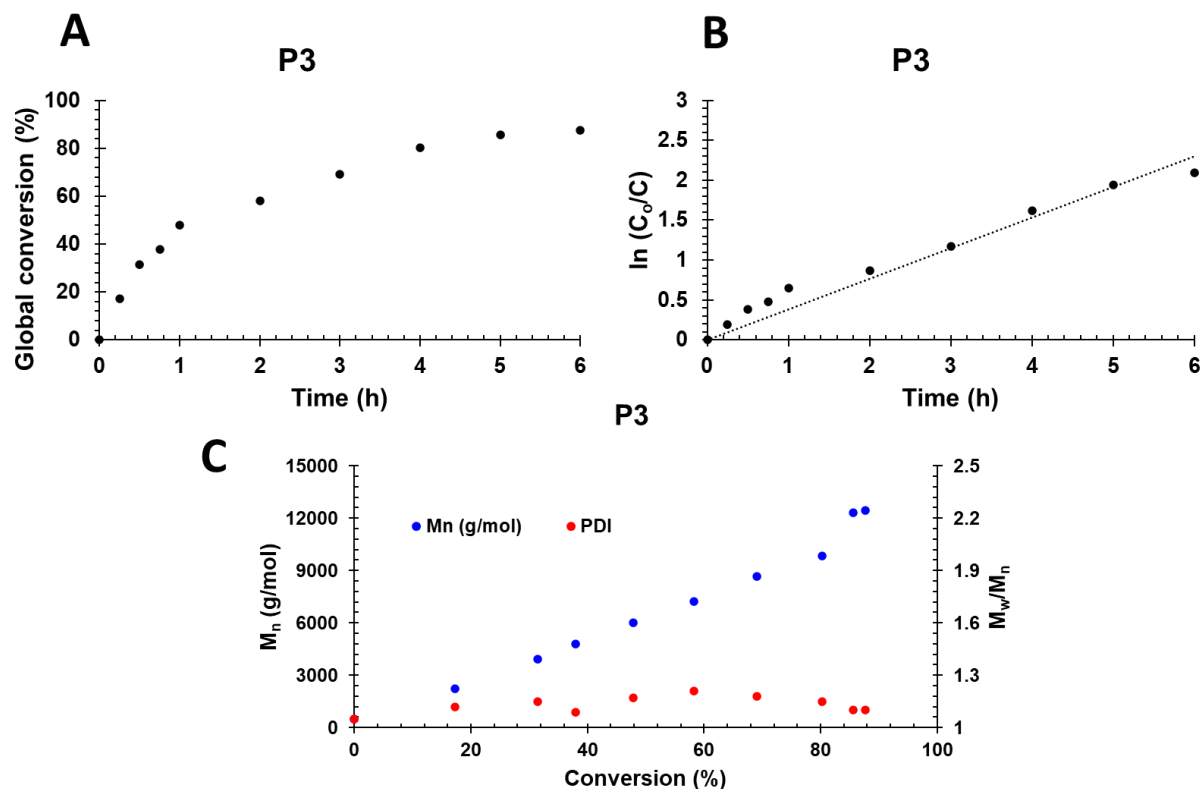 A
P3
Global conversion (%)
100
80
60
40
20
0
0 1 2 3 4 5 6
Time (h)
B
P3
ln (Co/C)
3
2.5
2
1.5
1
0.5
0
0 1 2 3 4 5 6
Time (h)
C
P3
Mn (g/mol)
15000
12000
9000
6000
3000
0
Mn (g/mol) PDI
2.5
2.2
1.9
1.6
1.3
1
Mw/Mn
0 20 40 60 80 100
Conversion (%)